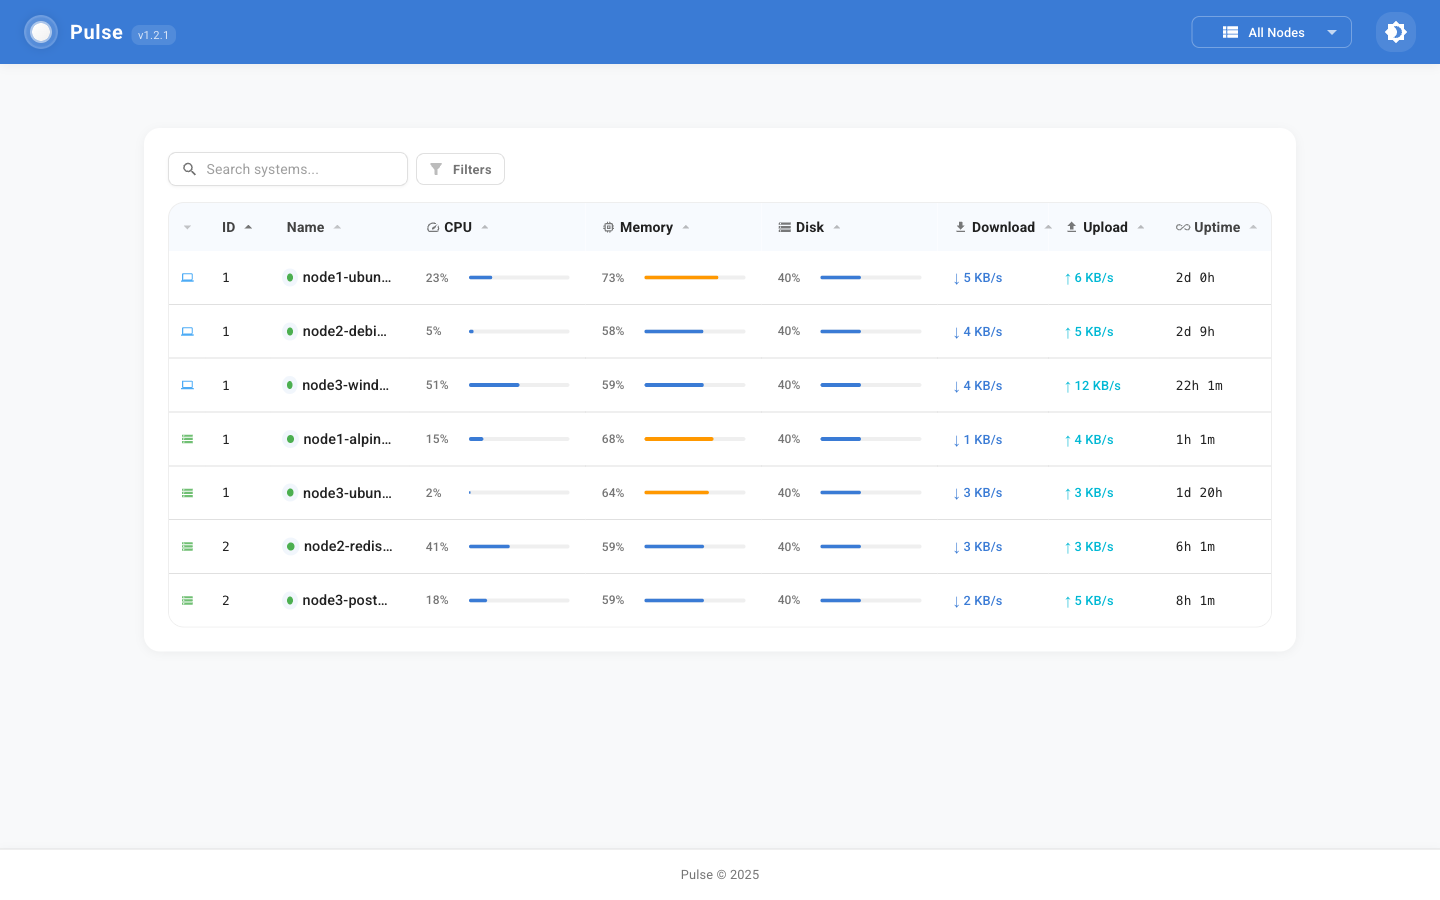 Pulse v1.2.1 All Nodes
Search systems... Filters
ID Name CPU Memory Disk Download Upload Uptime
1 node1-ubun... 23% 73% 40% ↓ 5 KB/s ↑ 6 KB/s 2d 0h
1 node2-debi... 5% 58% 40% ↓ 4 KB/s ↑ 5 KB/s 2d 9h
1 node3-wind... 51% 59% 40% ↓ 4 KB/s ↑ 12 KB/s 22h 1m
1 node1-alpin... 15% 68% 40% ↓ 1 KB/s ↑ 4 KB/s 1h 1m
1 node3-ubun... 2% 64% 40% ↓ 3 KB/s ↑ 3 KB/s 1d 20h
2 node2-redis... 41% 59% 40% ↓ 3 KB/s ↑ 3 KB/s 6h 1m
2 node3-post... 18% 59% 40% ↓ 2 KB/s ↑ 5 KB/s 8h 1m
Pulse © 2025